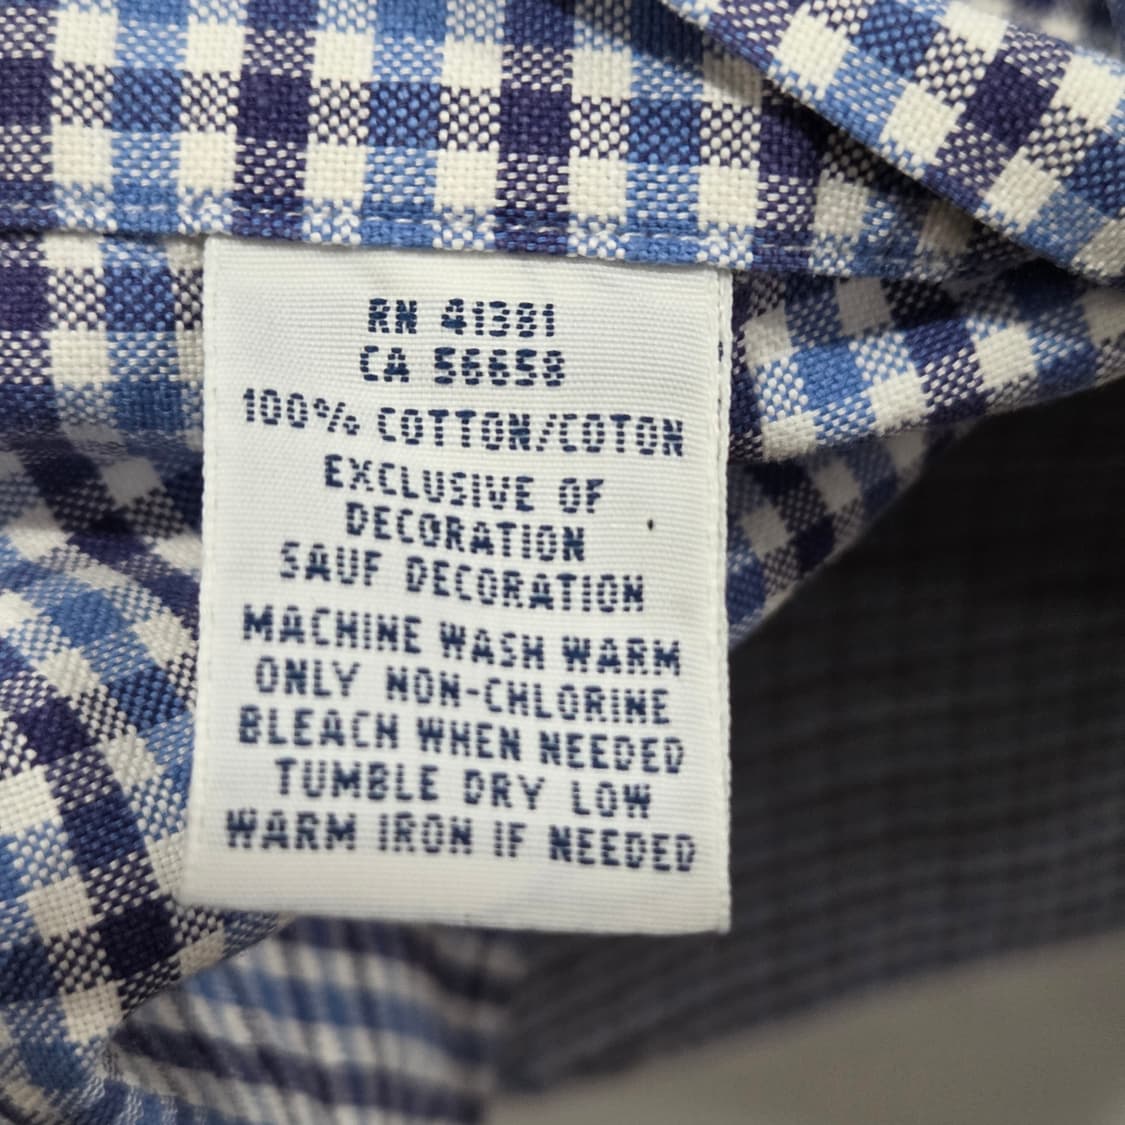 RN 41381
CA 56658
100% COTTON/COTON
EXCLUSIVE OF
DECORATION
SAUF DECORATION
MACHINE WASH WARM
ONLY NON-CHLORINE
BLEACH WHEN NEEDED
TUMBLE DRY LOW
WARM IRON IF NEEDED